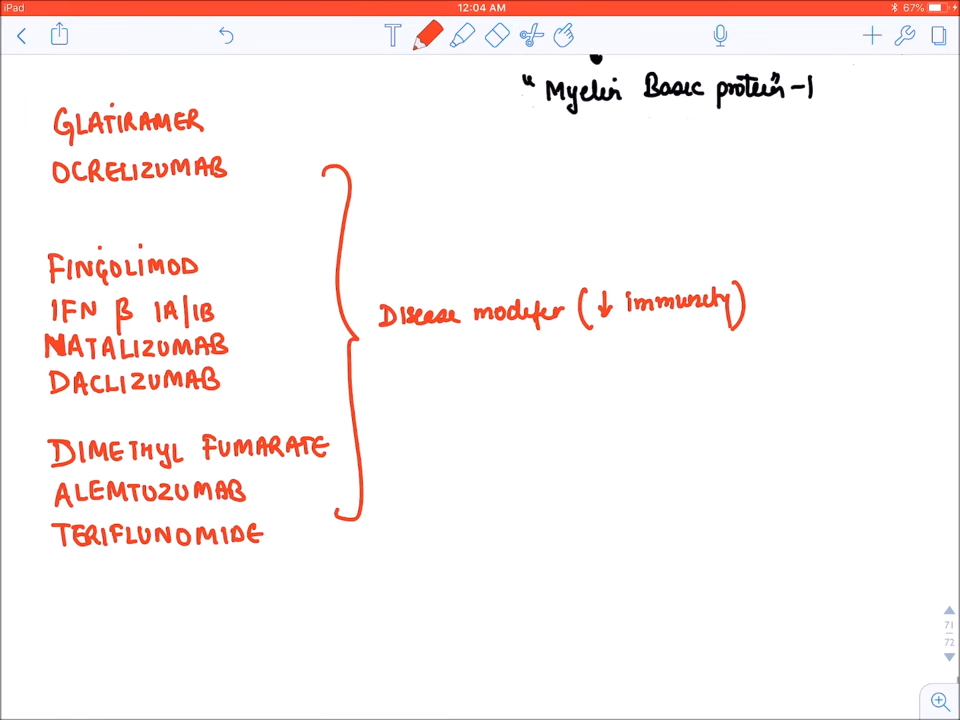 iPad
12:04 AM
67%
T
"Myelin Basic protein"-1
GLATIRAMER
OCRELIZUMAB
FINGOLIMOD
IFN β 1A/1B
NATALIZUMAB
DACLIZUMAB
Disease modifer (↓ immunity)
DIMETHYL FUMARATE
ALEMTUZUMAB
TERIFLUNOMIDE
71
72